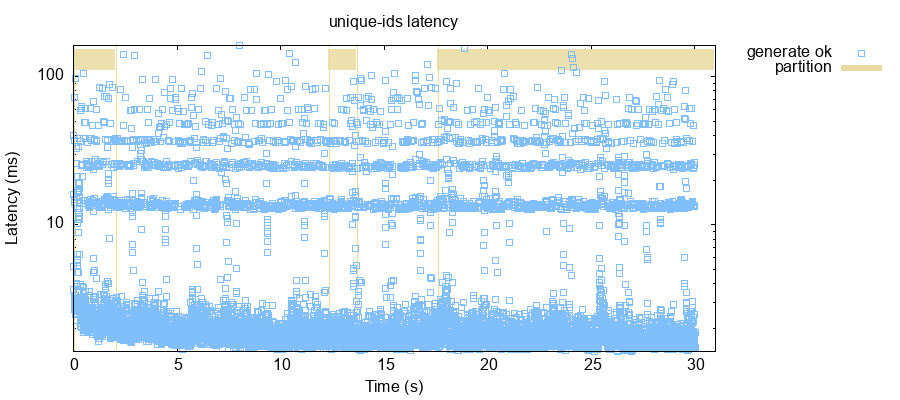 unique-ids latency
generate ok
partition
100
10
Latency (ms)
0 5 10 15 20 25 30
Time (s)